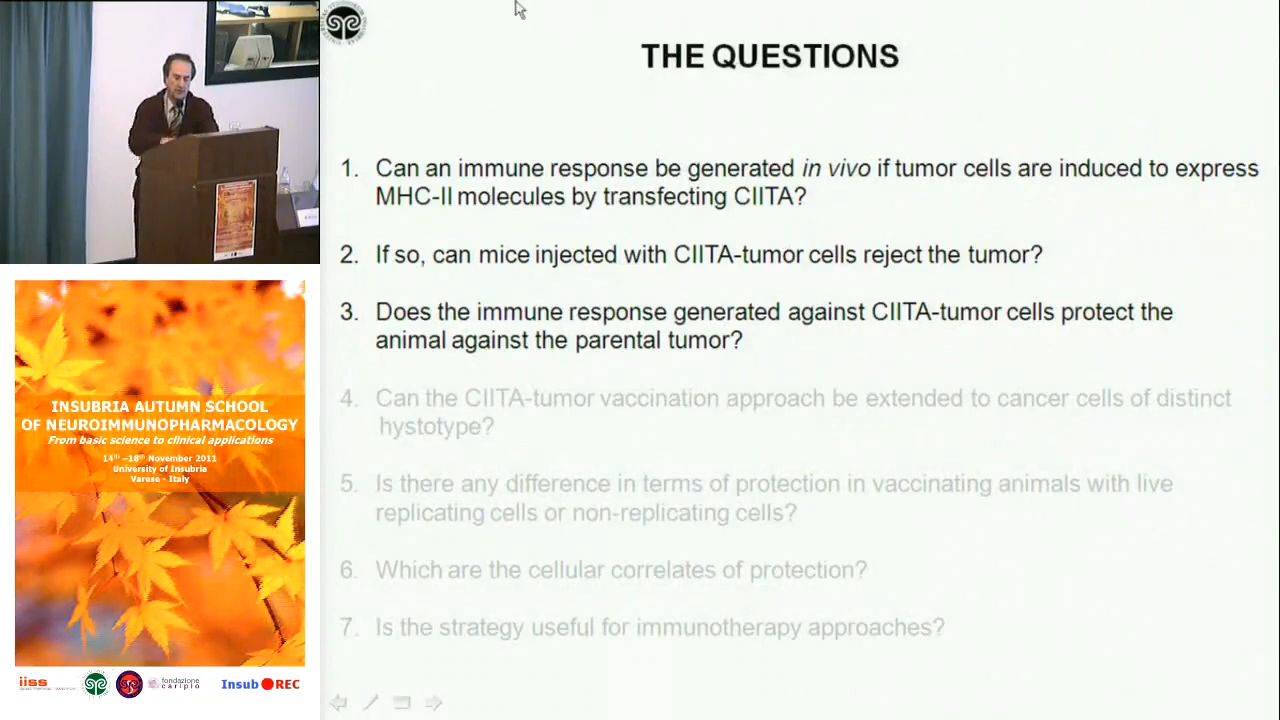 THE QUESTIONS
1. Can an immune response be generated in vivo if tumor cells are induced to express
MHC-II molecules by transfecting CIITA?
2. If so, can mice injected with CIITA-tumor cells reject the tumor?
3. Does the immune response generated against CIITA-tumor cells protect the
animal against the parental tumor?
4. Can the CIITA-tumor vaccination approach be extended to cancer cells of distinct
hystotype?
5. Is there any difference in terms of protection in vaccinating animals with live
replicating cells or non-replicating cells?
6. Which are the cellular correlates of protection?
7. Is the strategy useful for immunotherapy approaches?
INSUBRIA AUTUMN SCHOOL
OF NEUROIMMUNOPHARMACOLOGY
From basic science to clinical applications
14th –18th November 2011
University of Insubria
Varese - Italy
iiss
fondazione
cariplo
Insub REC